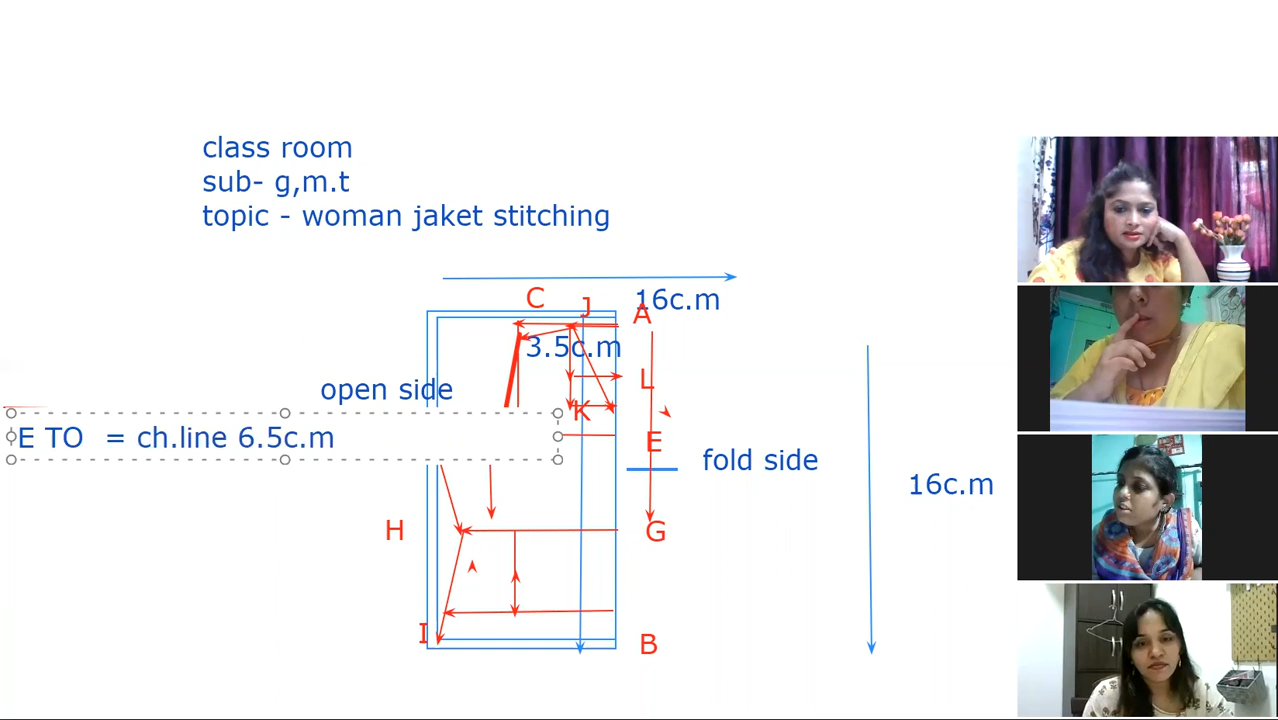 class room
sub- g,m.t
topic - woman jaket stitching
16c.m
C
J
A
3.5c.m
open side
L
K
E TO = ch.line 6.5c.m
E
fold side
16c.m
H
G
I
B